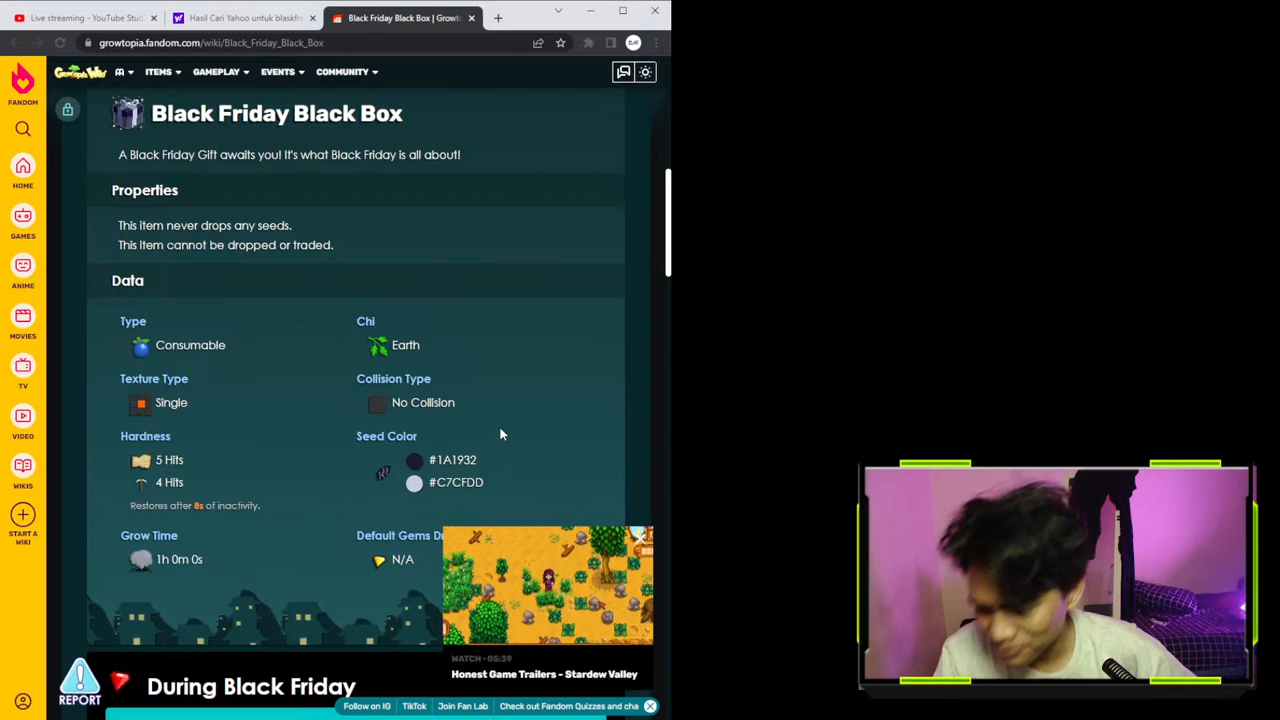 Live streaming - YouTube Stud
Hasil Cari Yahoo untuk blaskfr
Black Friday Black Box | Growt
growtopia.fandom.com/wiki/Black_Friday_Black_Box
FANDOM
HOME
GAMES
ANIME
MOVIES
TV
VIDEO
WIKIS
START A
WIKI
Growtopia Wiki
ITEMS
GAMEPLAY
EVENTS
COMMUNITY
Black Friday Black Box
A Black Friday Gift awaits you! It's what Black Friday is all about!
Properties
This item never drops any seeds.
This item cannot be dropped or traded.
Data
Type
Consumable
Chi
Earth
Texture Type
Single
Collision Type
No Collision
Hardness
5 Hits
4 Hits
Restores after 8s of inactivity.
Seed Color
#1A1932
#C7CFDD
Grow Time
1h 0m 0s
Default Gems Dr
N/A
WATCH • 05:39
Honest Game Trailers - Stardew Valley
REPORT
During Black Friday
Follow on IG
TikTok
Join Fan Lab
Check out Fandom Quizzes and cha